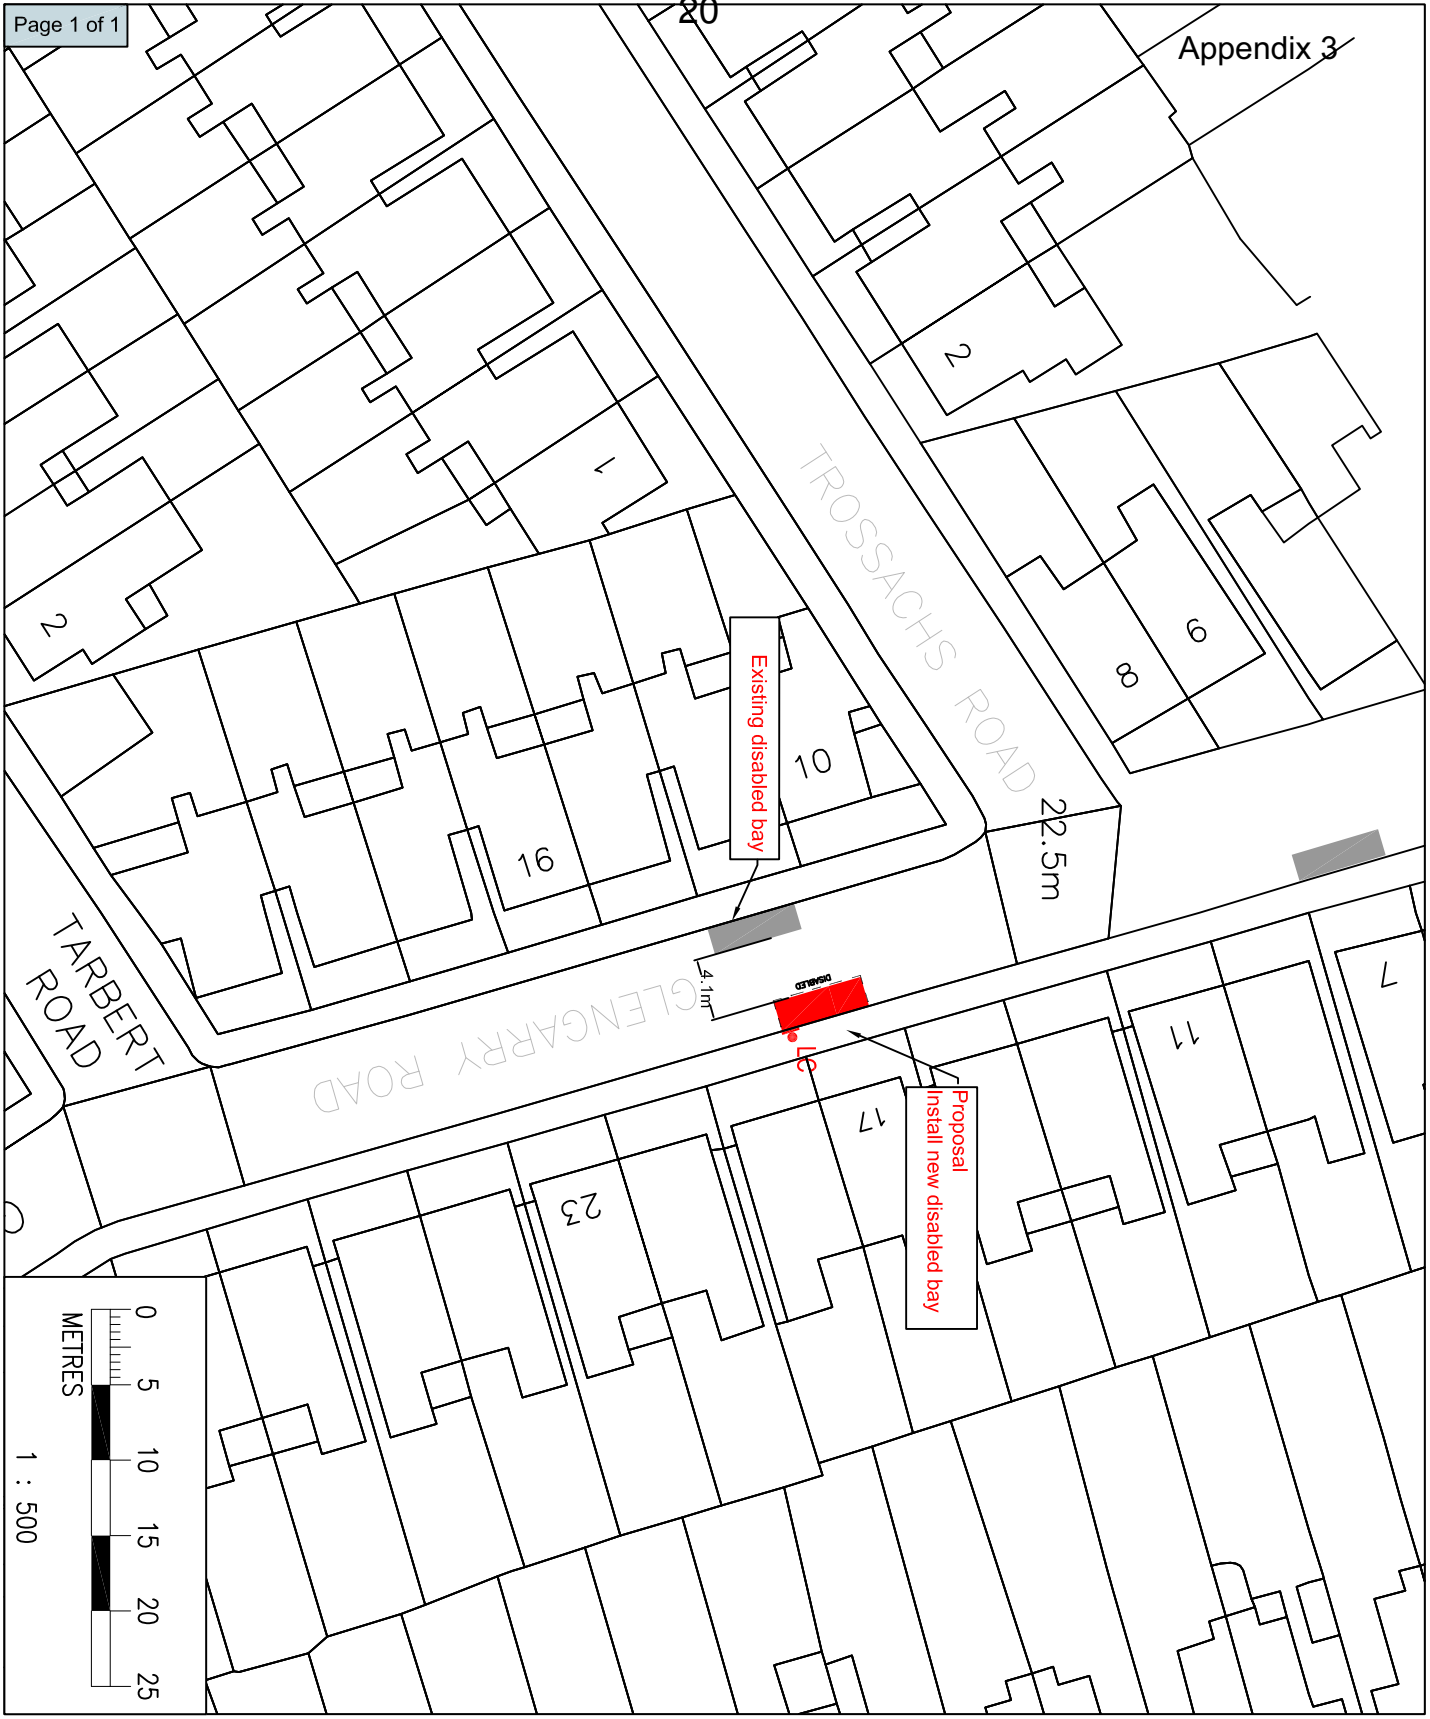 Page 1 of 1
20
Appendix 3
2
TROSSACHS ROAD
1
6
8
2
Existing disabled bay
10
22.5m
16
TARBERT
ROAD
4.1m
DISABLED
GLENGARRY ROAD
LC
7
11
17
Proposal
Install new disabled bay
23
0 5 10 15 20 25
METRES
1 : 500